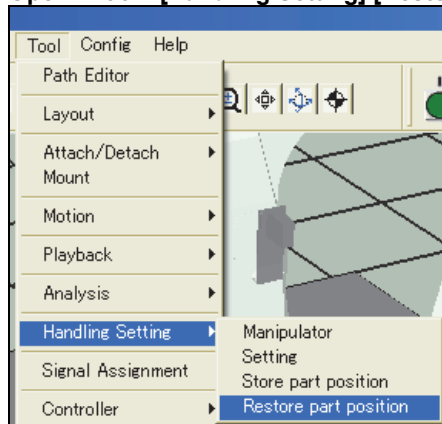 Tool Config Help
Path Editor
Layout
Attach/Detach
Mount
Motion
Playback
Analysis
Handling Setting
Signal Assignment
Controller
Manipulator
Setting
Store part position
Restore part position